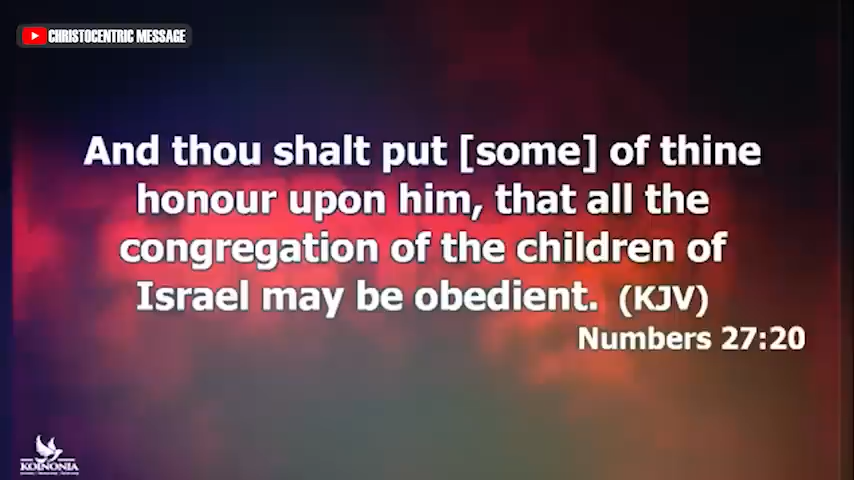 CHRISTOCENTRIC MESSAGE
And thou shalt put [some] of thine
honour upon him, that all the
congregation of the children of
Israel may be obedient. (KJV)
Numbers 27:20
KOINONIA